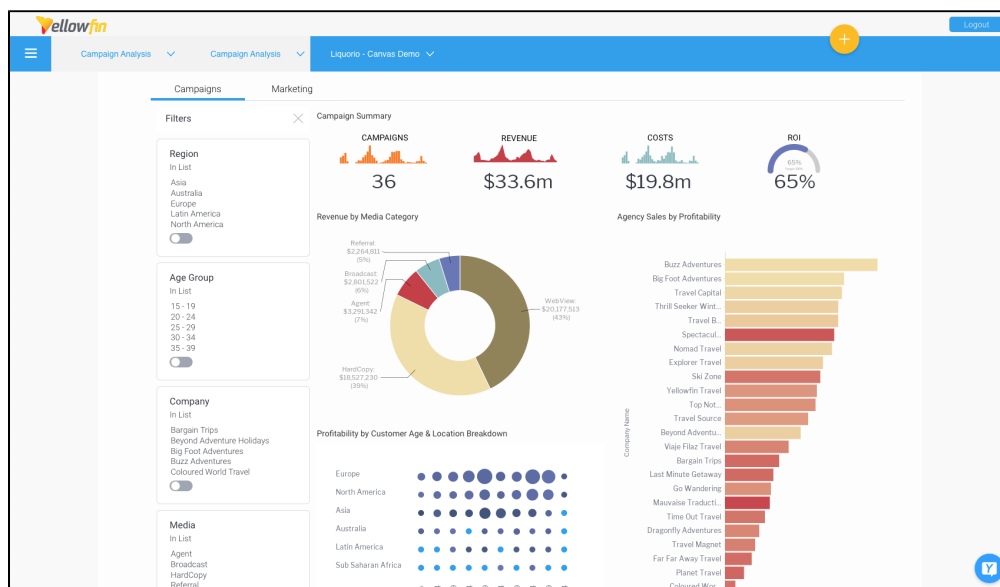 Yellowfin
Logout
Campaign Analysis
Campaign Analysis
Liquorio - Canvas Demo
Campaigns
Marketing
Filters
Region
In List
Asia
Australia
Europe
Latin America
North America
Age Group
In List
15 - 19
20 - 24
25 - 29
30 - 34
35 - 39
Company
In List
Bargain Trips
Beyond Adventure Holidays
Big Foot Adventures
Buzz Adventures
Coloured World Travel
Media
In List
Agent
Broadcast
HardCopy
Referral
Campaign Summary
CAMPAIGNS
36
REVENUE
$33.6m
COSTS
$19.8m
ROI
65%
65%
Revenue by Media Category
Referral:
$2,264,811
(5%)
Broadcast:
$2,801,522
(6%)
Agent:
$3,291,342
(7%)
WebView:
$20,177,513
(43%)
HardCopy:
$18,527,230
(39%)
Profitability by Customer Age & Location Breakdown
Europe
North America
Asia
Australia
Latin America
Sub Saharan Africa
Agency Sales by Profitability
Company Name
Buzz Adventures
Big Foot Adventures
Travel Capital
Thrill Seeker Wint...
Travel B...
Spectacul...
Nomad Travel
Explorer Travel
Ski Zone
Yellowfin Travel
Top Not...
Travel Source
Beyond Adventu...
Viaje Filaz Travel
Bargain Trips
Last Minute Getaway
Go Wandering
Mauvaise Traducti...
Time Out Travel
Dragonfly Adventures
Travel Magnet
Far Far Away Travel
Planet Travel
Coloured Wor...